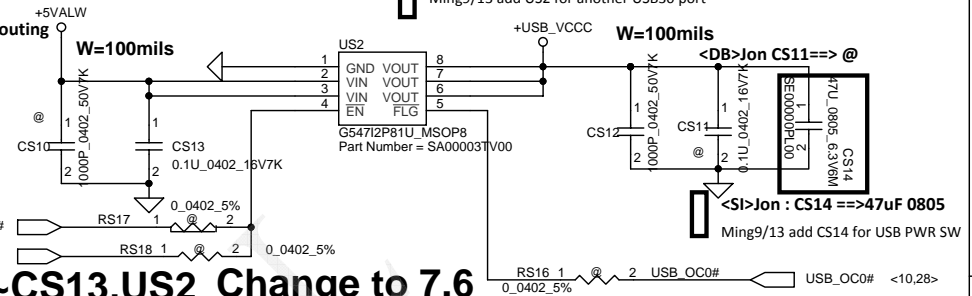 Ming9/13 add US2 for another USB30 port
+5VALW
routing
W=100mils
+USB_VCCC
W=100mils
<DB>Jon CS11==> @
US2
1 GND VOUT 8
2 VIN VOUT 7
3 VIN VOUT 6
4 EN FLG 5
G547I2P81U_MSOP8
Part Number = SA00003TV00
@
CS10
1
2
1000P_0402_50V7K
1
CS13
2
0.1U_0402_16V7K
CS12
1
2
1000P_0402_50V7K
1
CS11
@
2
0.1U_0402_16V7K
SE00000PL00
1
2
47U_0805_6.3V6M
CS14
<SI>Jon : CS14 ==>47uF 0805
Ming9/13 add CS14 for USB PWR SW
0_0402_5%
RS17 1 @ 2
RS18 1 @ 2 0_0402_5%
RS16 1 @ 2 USB_OC0# USB_OC0# <10,28>
0_0402_5%
~CS13,US2 Change to 7.6